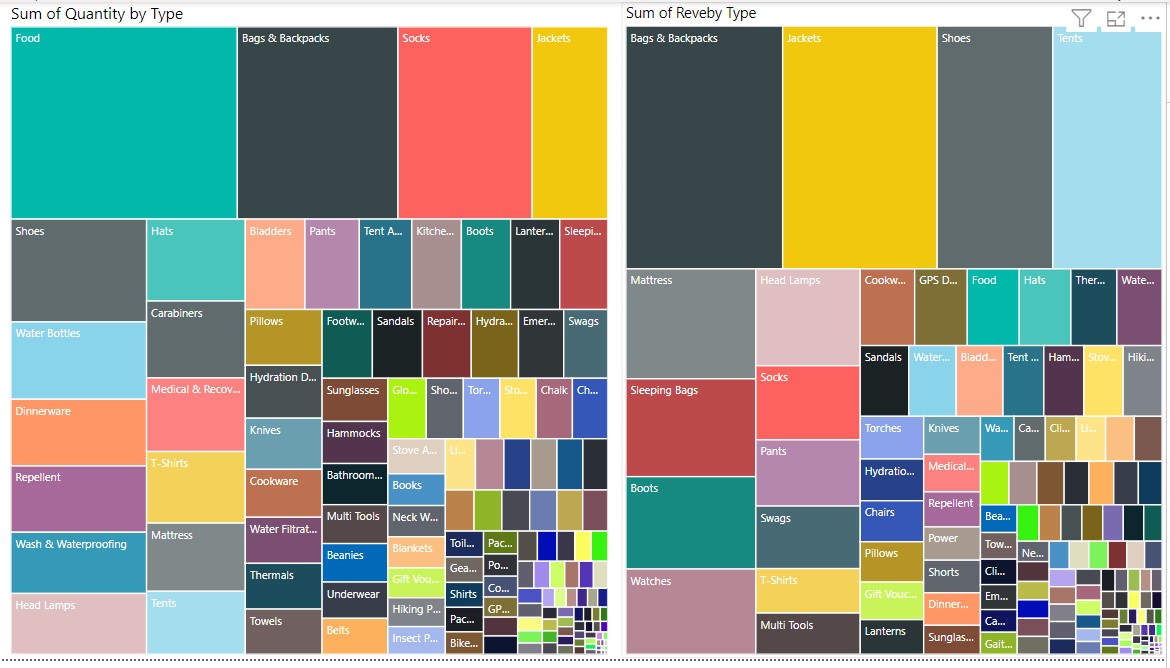 Sum of Quantity by Type
Food
Bags & Backpacks
Socks
Jackets
Shoes
Hats
Bladders
Pants
Tent A...
Kitche...
Boots
Lanter...
Sleepi...
Carabiners
Pillows
Footw...
Sandals
Repair...
Hydra...
Emer...
Swags
Water Bottles
Hydration D...
Medical & Recov...
Sunglasses
Glo...
Sho...
Tor...
Sto...
Chalk
Ch...
Dinnerware
Knives
Hammocks
Stove A...
Li...
T-Shirts
Repellent
Cookware
Bathroom...
Books
Multi Tools
Neck W...
Water Filtrat...
Mattress
Wash & Waterproofing
Beanies
Blankets
Toil...
Pac...
Thermals
Gift Vou...
Gea...
Po...
Underwear
Shirts
Co...
Head Lamps
Tents
Towels
Belts
Hiking P...
Pac...
GP...
Insect P...
Bike...
Sum of Reveby Type
Bags & Backpacks
Jackets
Shoes
Tents
Mattress
Head Lamps
Cookw...
GPS D...
Food
Hats
Ther...
Wate...
Sandals
Water...
Bladd...
Tent ...
Ham...
Stov...
Hiki...
Socks
Sleeping Bags
Torches
Knives
Wa...
Ca...
Cli...
Li...
Pants
Hydratio...
Medical...
Boots
Repellent
Chairs
Bea...
Swags
Power
Tow...
Ne...
Pillows
Shorts
Cli...
Watches
T-Shirts
Gift Vouc...
Dinner...
Em...
Multi Tools
Lanterns
Sunglas...
Ca...
Gait...